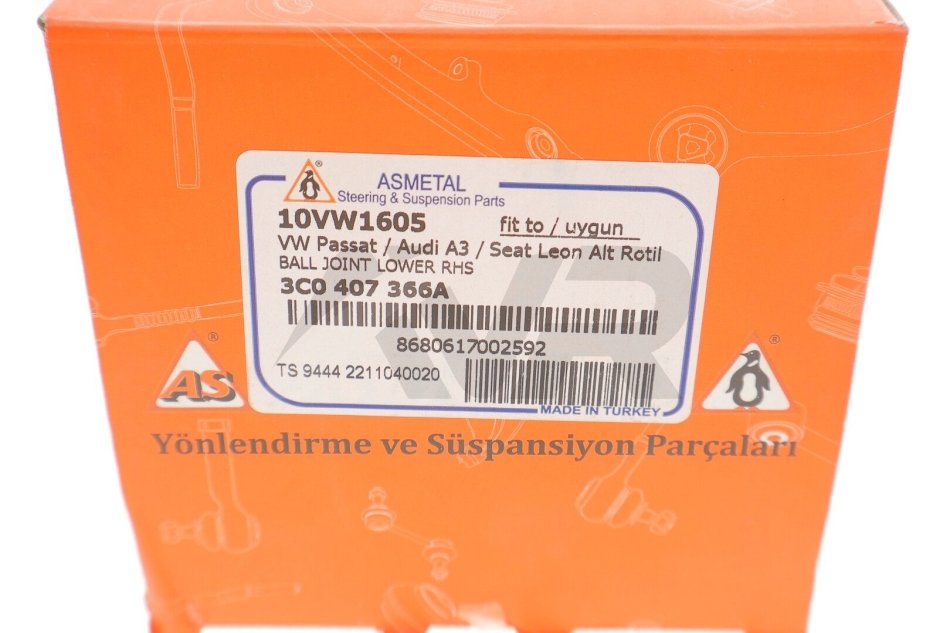 ASMETAL
Steering & Suspension Parts
10VW1605 fit to / uygun
VW Passat / Audi A3 / Seat Leon Alt Rotil
BALL JOINT LOWER RHS
3C0 407 366A
8680617002592
TS 9444 2211040020
MADE IN TURKEY
AS
Yönlendirme ve Süspansiyon Parçaları
AVR